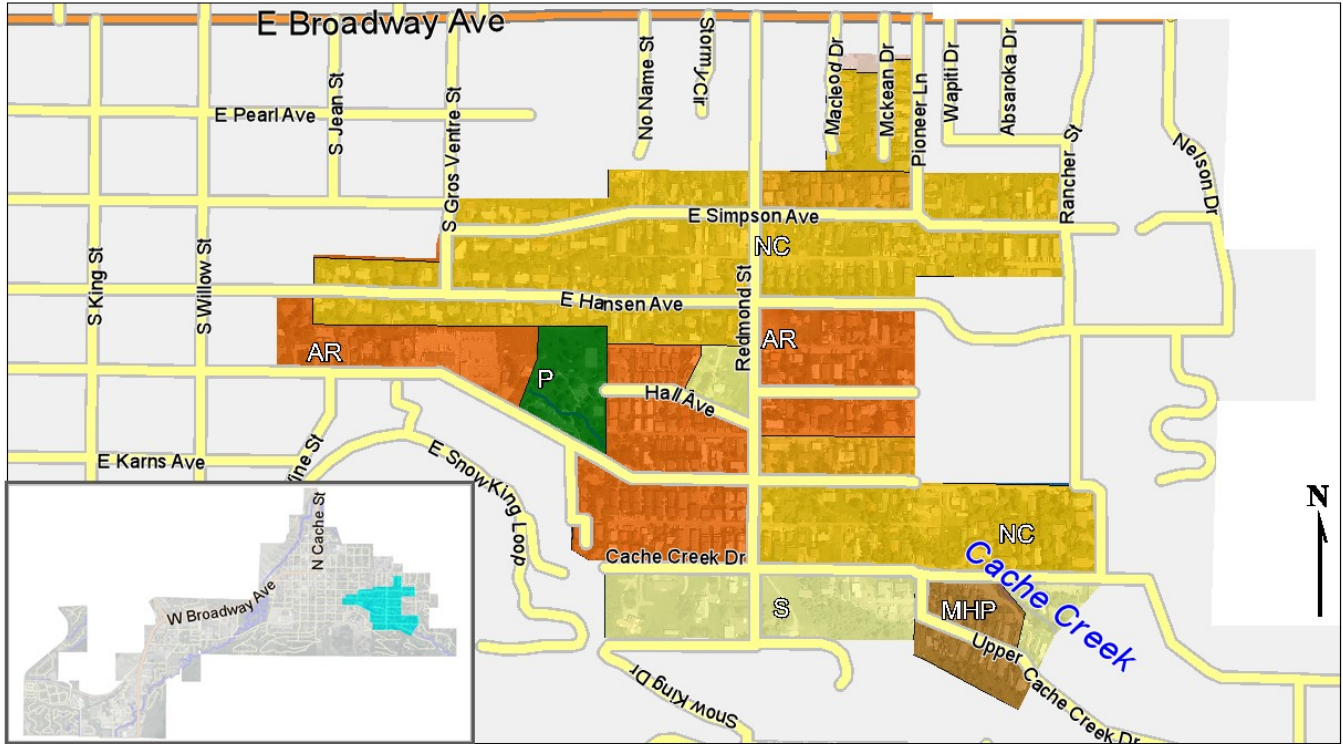 E Broadway Ave
No Name St
Stormy Cir
Macleod Dr
Mckean Dr
Pioneer Ln
Wapiti Dr
Absaroka Dr
E Pearl Ave
S Jean St
S Gros Ventre St
Rancher St
Nelson Dr
E Simpson Ave
NC
S King St
S Willow St
E Hansen Ave
Redmond St
AR
AR
P
Hall Ave
E Karns Ave
Vine St
E Snow King Loop
N
NC
Cache Creek Dr
Cache Creek
S
MHP
Upper Cache Creek Dr
Snow King Dr
N Cache St
W Broadway Ave